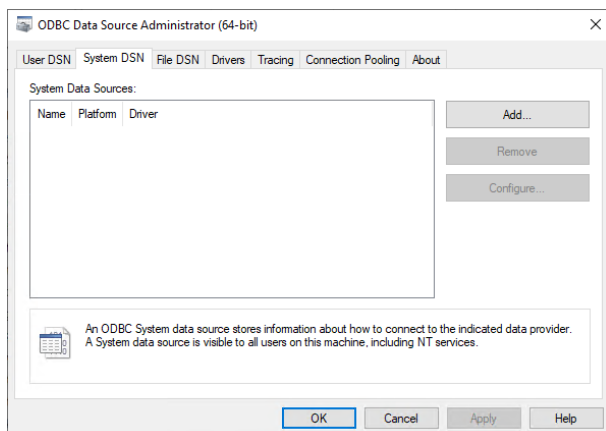 ODBC Data Source Administrator (64-bit)
User DSN System DSN File DSN Drivers Tracing Connection Pooling About
System Data Sources:
Name Platform Driver
Add...
Remove
Configure...
An ODBC System data source stores information about how to connect to the indicated data provider.
A System data source is visible to all users on this machine, including NT services.
OK Cancel Apply Help